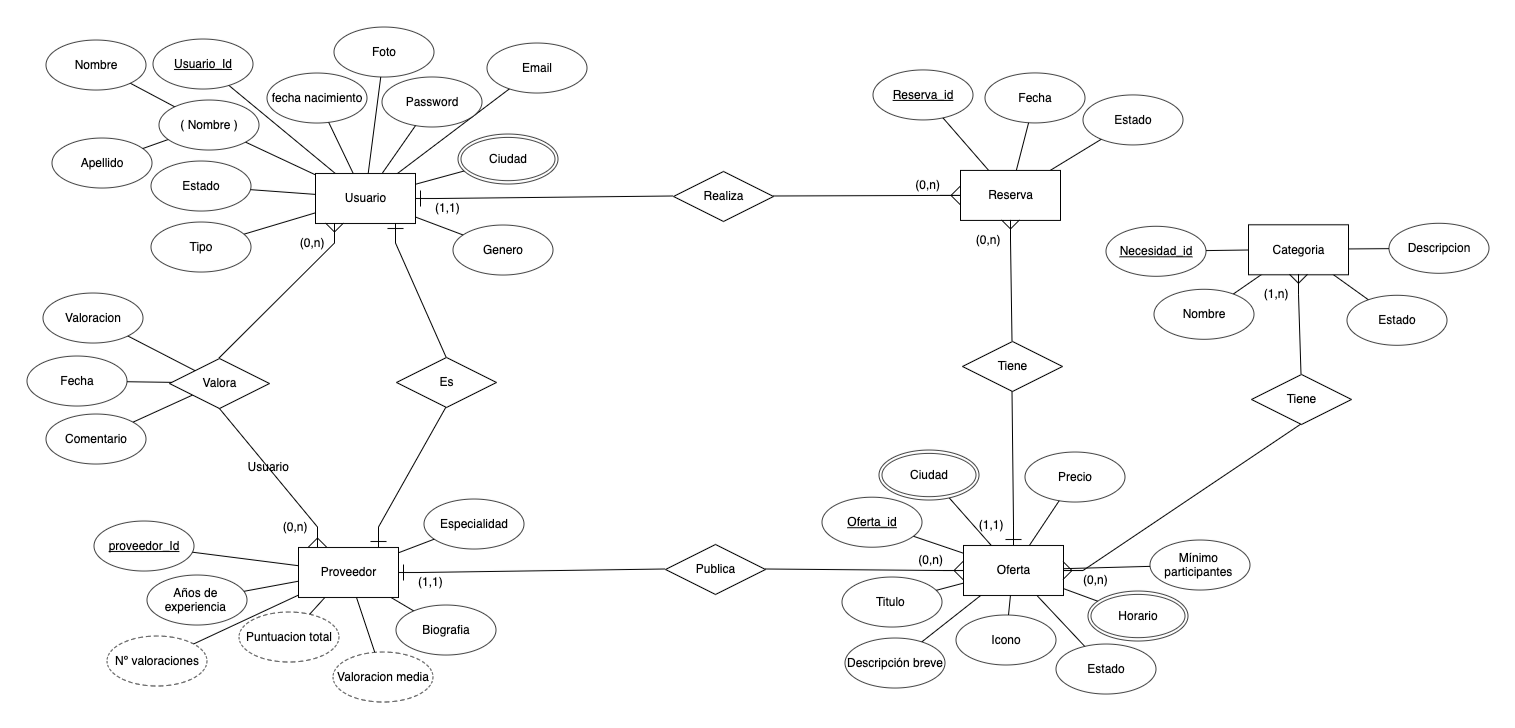 Foto
Nombre
Usuario_Id
Email
fecha nacimiento
Password
( Nombre )
Apellido
Ciudad
Estado
Usuario
(1,1)
Tipo
(0,n)
Genero
Realiza
Reserva_id
Fecha
Estado
(0,n)
Reserva
(0,n)
Necesidad_id
Categoria
Descripcion
(1,n)
Nombre
Estado
Valoracion
Fecha
Valora
Comentario
Es
Tiene
Tiene
Usuario
(0,n)
Especialidad
proveedor_Id
Proveedor
(1,1)
Años de
experiencia
Puntuacion total
Biografia
Nº valoraciones
Valoracion media
Publica
Ciudad
Precio
Oferta_id
(1,1)
(0,n)
Oferta
(0,n)
Minimo
participantes
Titulo
Horario
Icono
Descripción breve
Estado